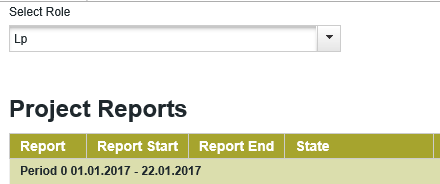 Select Role
Lp
Project Reports
Report Report Start Report End State
Period 0 01.01.2017 - 22.01.2017